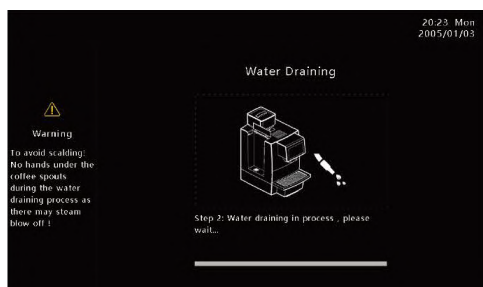 20:23 Mon
2005/01/03
Water Draining
Warning
To avoid scalding:
No hands under the
coffee spouts
during the water
draining process as
there may steam
blow off !
Step 2: Water draining in process , please
wait...